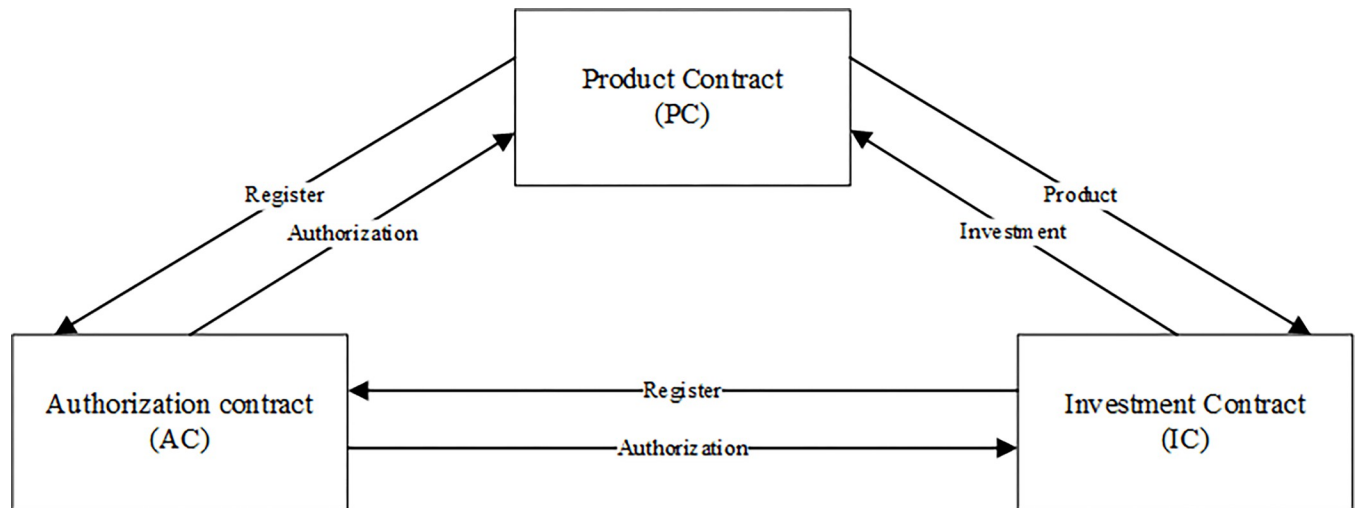 Product Contract
(PC)
Register
Product
Authorization
Investment
Authorization contract
(AC)
Register
Authorization
Investment Contract
(IC)